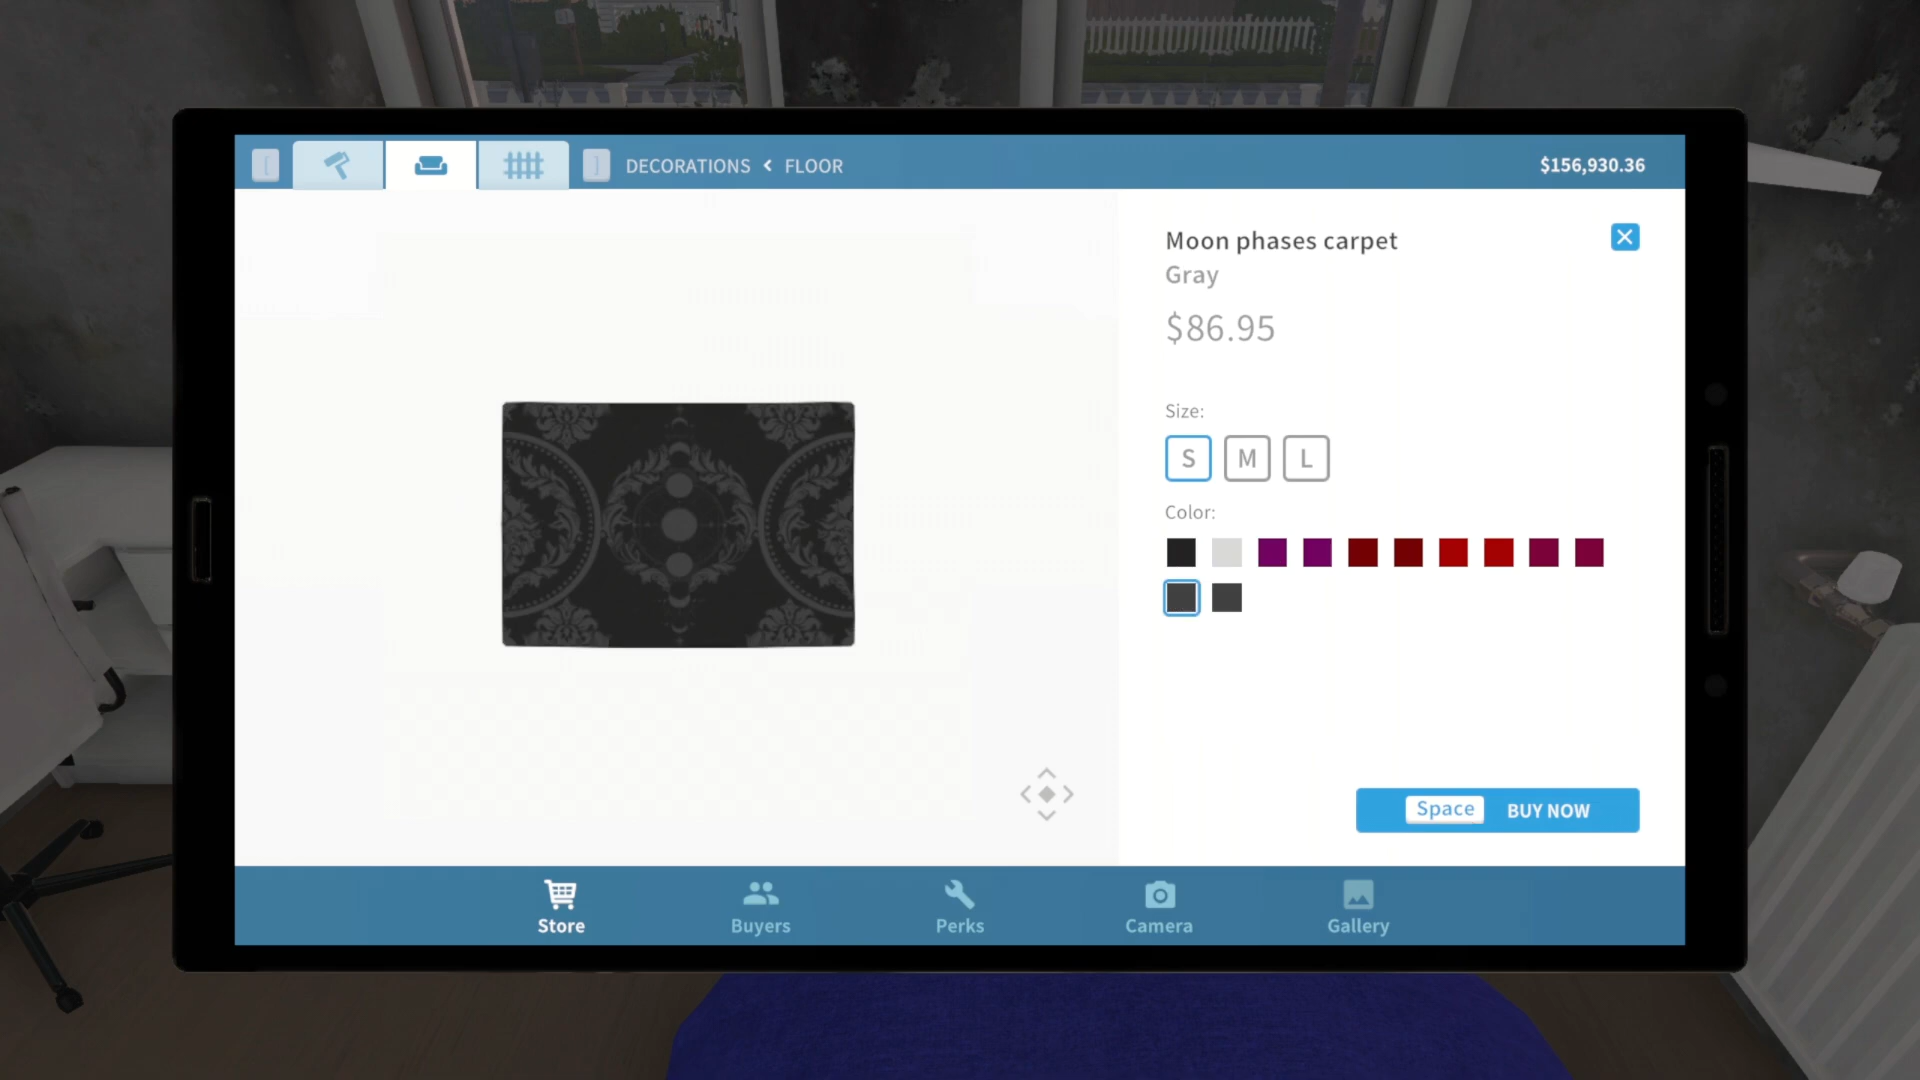 [ ] DECORATIONS < FLOOR $156,930.36
Moon phases carpet
Gray
$86.95
Size:
S M L
Color:
Space BUY NOW
Store Buyers Perks Camera Gallery